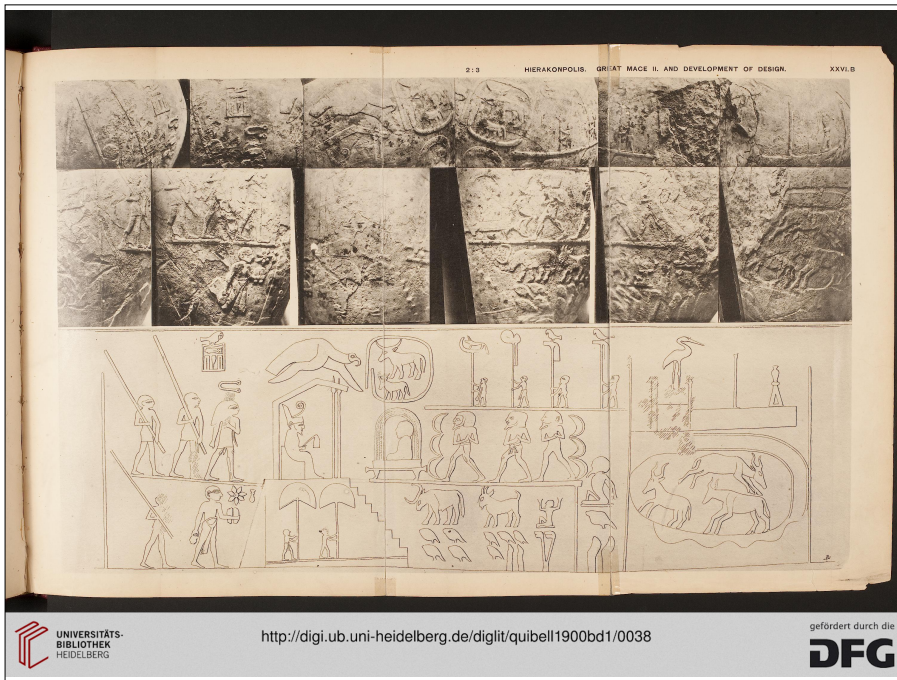 2:3 HIERAKONPOLIS. GREAT MACE II. AND DEVELOPMENT OF DESIGN. XXVI.B
UNIVERSITÄTS-
BIBLIOTHEK
HEIDELBERG
http://digi.ub.uni-heidelberg.de/diglit/quibell1900bd1/0038
gefördert durch die
DFG